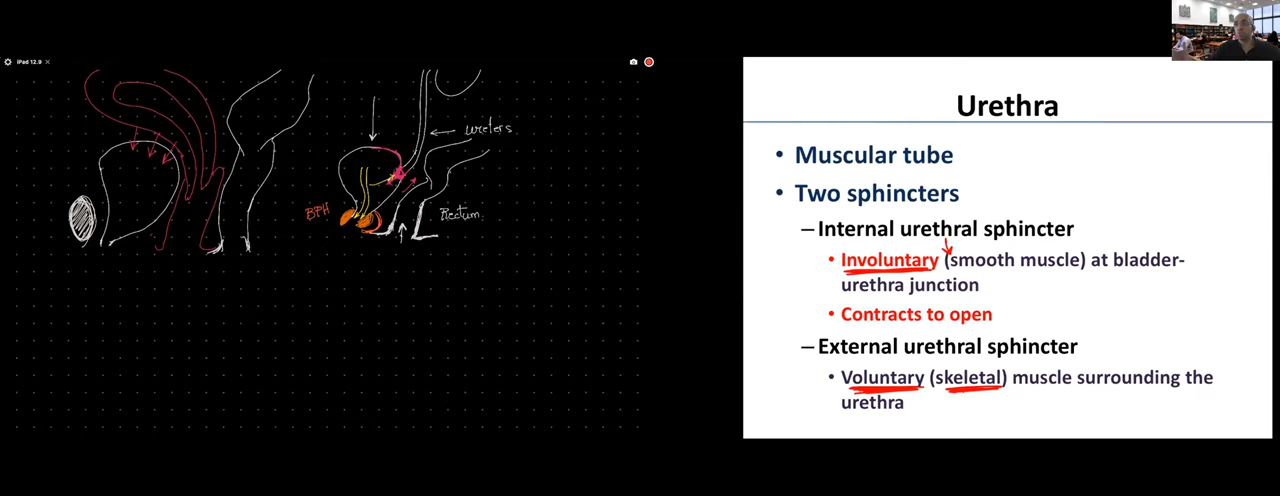 iPad 12.9
ureters
BPH
Rectum.
Urethra
• Muscular tube
• Two sphincters
–Internal urethral sphincter
• Involuntary (smooth muscle) at bladder-
urethra junction
• Contracts to open
–External urethral sphincter
• Voluntary (skeletal) muscle surrounding the
urethra